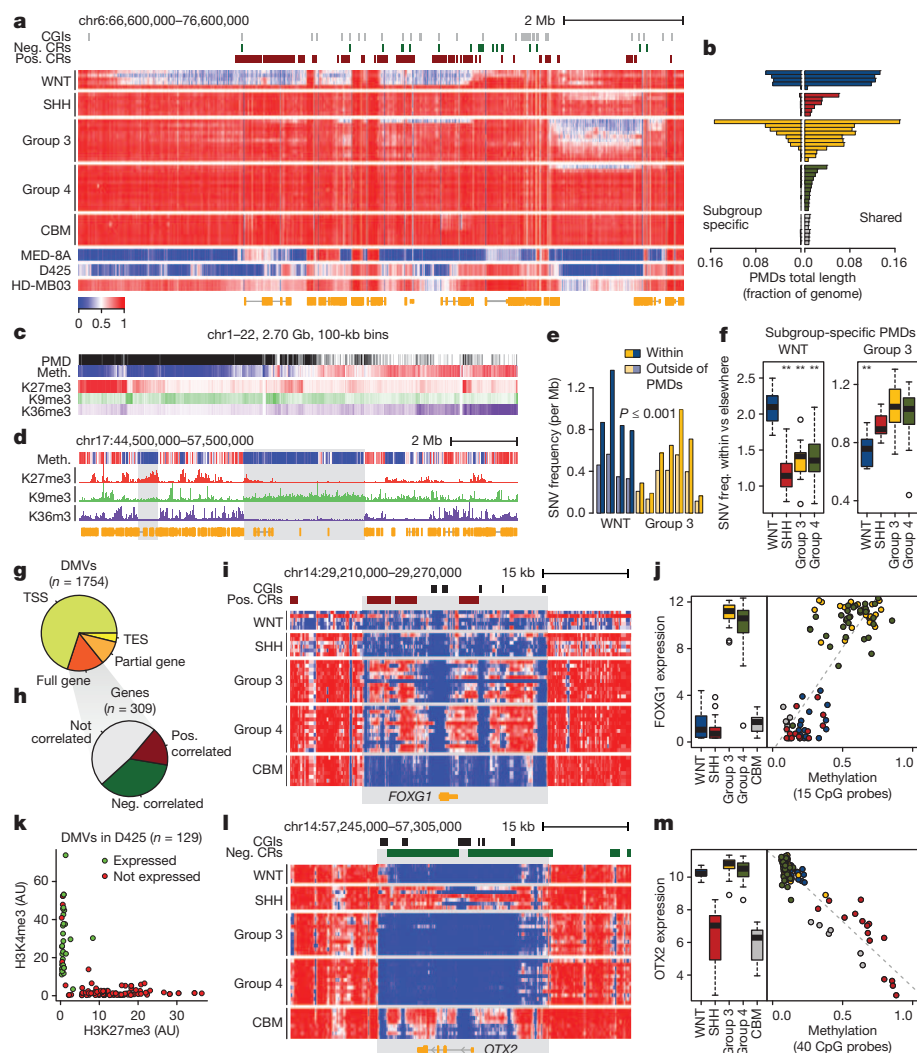 a
chr6:66,600,000–76,600,000
2 Mb
CGIs
Neg. CRs
Pos. CRs
WNT
SHH
Group 3
Group 4
CBM
MED-8A
D425
HD-MB03
0 0.5 1
b
Subgroup specific
Shared
0.16 0.08 0.0 0.08 0.16
PMDs total length
(fraction of genome)
c
chr1–22, 2.70 Gb, 100-kb bins
PMD
Meth.
K27me3
K9me3
K36me3
d
chr17:44,500,000–57,500,000
2 Mb
Meth.
K27me3
K9me3
K36m3
e
SNV frequency (per Mb)
1.2
0.8
0.4
0.0
Within
Outside of
PMDs
P ≤ 0.001
WNT Group 3
f
Subgroup-specific PMDs
WNT Group 3
SNV freq. within vs elsewhere
2.5
2.0
1.5
1.0
** ** **
WNT
SHH
Group 3
Group 4
1.2
0.8
0.4
**
WNT
SHH
Group 3
Group 4
g
DMVs
(n = 1754)
TSS
TES
Partial gene
Full gene
h
Genes
(n = 309)
Not
correlated
Pos.
correlated
Neg. correlated
i
chr14:29,210,000–29,270,000
15 kb
CGIs
Pos. CRs
WNT
SHH
Group 3
Group 4
CBM
FOXG1
j
FOXG1 expression
12
8
4
0
WNT
SHH
Group 3
Group 4
CBM
0.0 0.5 1.0
Methylation
(15 CpG probes)
k
DMVs in D425 (n = 129)
Expressed
Not expressed
H3K4me3 (AU)
60
40
20
0
0 10 20 30
H3K27me3 (AU)
l
chr14:57,245,000–57,305,000
15 kb
CGIs
Neg. CRs
WNT
SHH
Group 3
Group 4
CBM
OTX2
m
OTX2 expression
10
8
6
4
WNT
SHH
Group 3
Group 4
CBM
0.0 0.5 1.0
Methylation
(40 CpG probes)